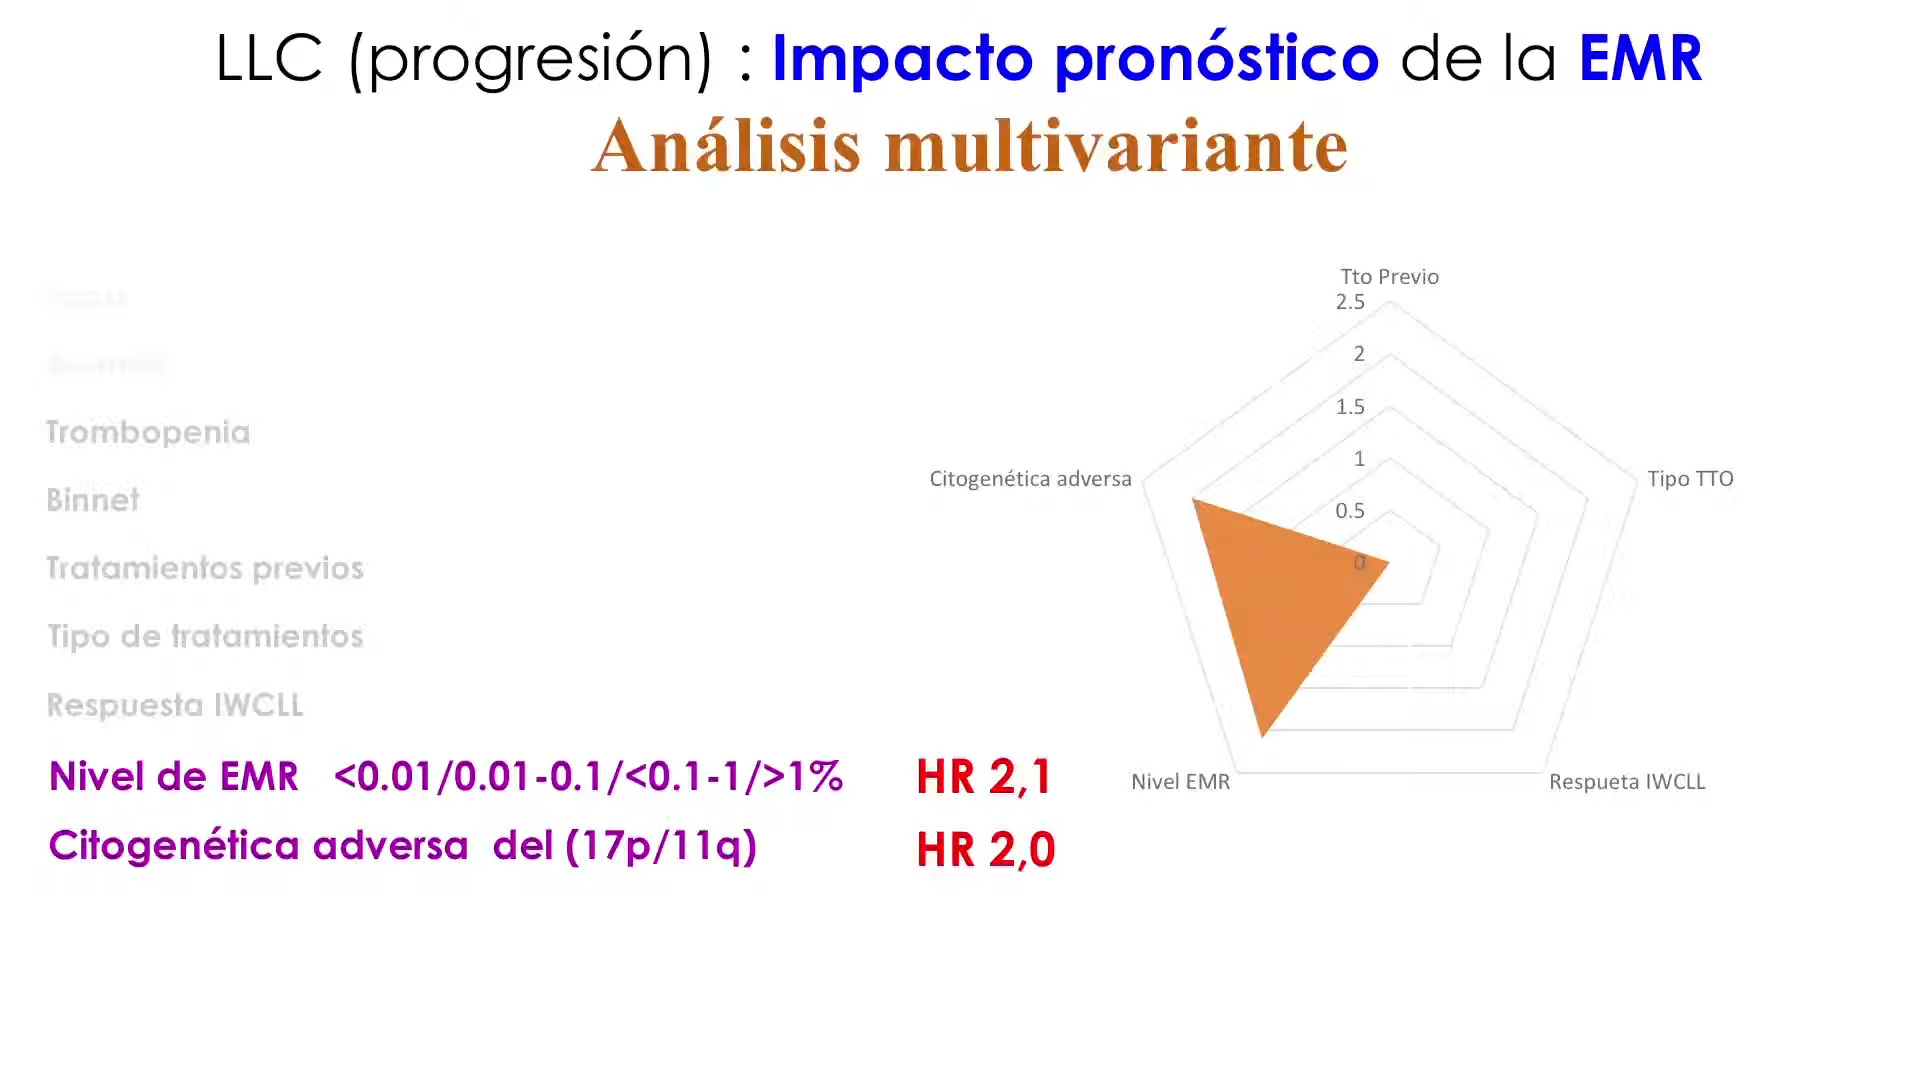 LLC (progresión) : Impacto pronóstico de la EMR
Análisis multivariante
Trombopenia
Binnet
Tratamientos previos
Tipo de tratamientos
Respuesta IWCLL
Nivel de EMR <0.01/0.01-0.1/<0.1-1/>1% HR 2,1
Citogenética adversa del (17p/11q) HR 2,0
Tto Previo
2.5
2
1.5
1
0.5
0
Citogenética adversa
Tipo TTO
Nivel EMR
Respueta IWCLL